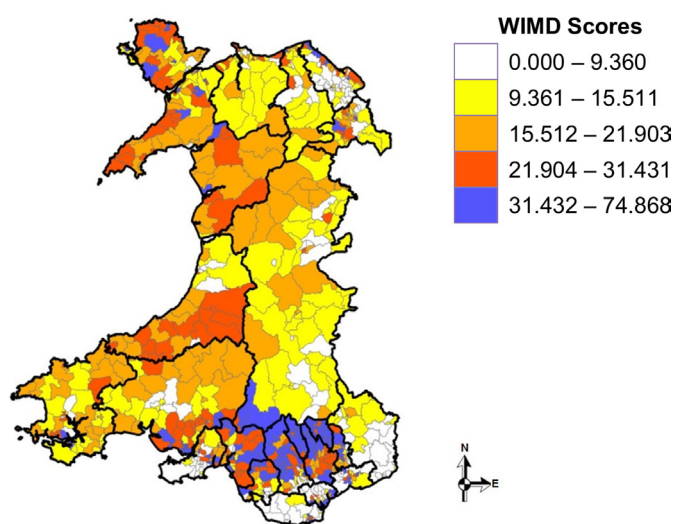 WIMD Scores
0.000 – 9.360
9.361 – 15.511
15.512 – 21.903
21.904 – 31.431
31.432 – 74.868
N
E